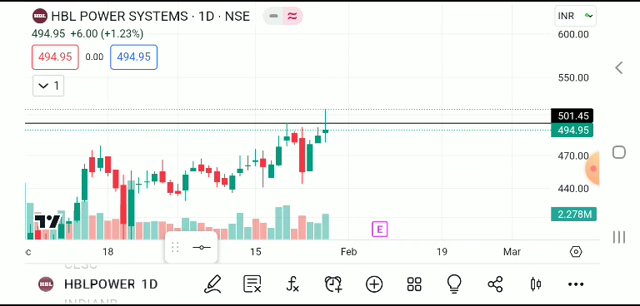 HBL HBL POWER SYSTEMS · 1D · NSE
INR
494.95 +6.00 (+1.23%)
494.95 0.00 494.95
1
600.00
550.00
501.45
494.95
470.00
440.00
2.278M
E
c 18 15 Feb 19 Mar
HBL HBLPOWER 1D